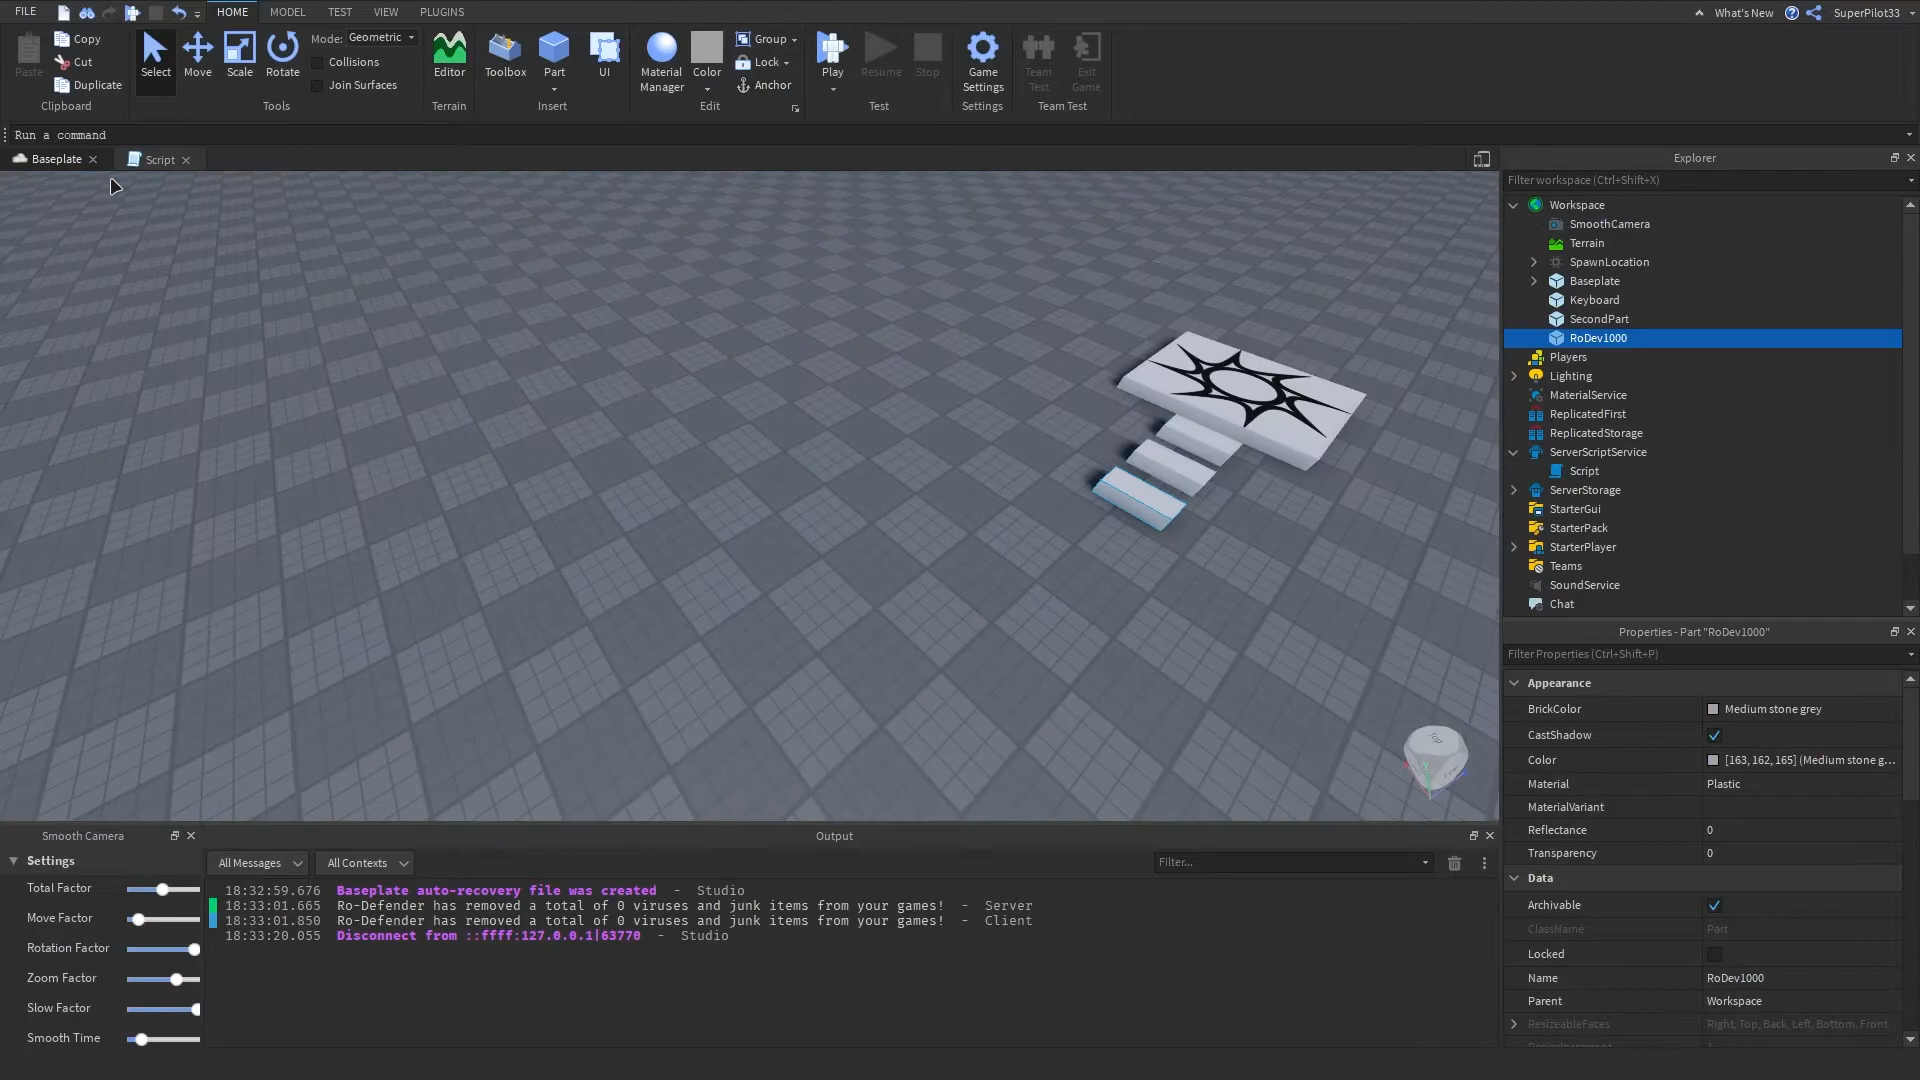 FILE HOME MODEL TEST VIEW PLUGINS What's New SuperPilot33
Paste Copy Cut Duplicate
Clipboard
Select Move Scale Rotate Mode: Geometric Collisions Join Surfaces
Tools
Editor
Terrain
Toolbox Part UI
Insert
Material Manager Color Group Lock Anchor
Edit
Play Resume Stop
Test
Game Settings
Settings
Team Test Exit Game
Team Test
Run a command
Baseplate Script
Explorer
Filter workspace (Ctrl+Shift+X)
Workspace
SmoothCamera
Terrain
SpawnLocation
Baseplate
Keyboard
SecondPart
RoDev1000
Players
Lighting
MaterialService
ReplicatedFirst
ReplicatedStorage
ServerScriptService
Script
ServerStorage
StarterGui
StarterPack
StarterPlayer
Teams
SoundService
Chat
Top
Properties - Part "RoDev1000"
Filter Properties (Ctrl+Shift+P)
Appearance
BrickColor Medium stone grey
CastShadow
Color [163, 162, 165] (Medium stone g...
Material Plastic
MaterialVariant
Reflectance 0
Transparency 0
Data
Archivable
ClassName Part
Locked
Name RoDev1000
Parent Workspace
ResizeableFaces Right, Top, Back, Left, Bottom, Front
Smooth Camera
Settings
Total Factor
Move Factor
Rotation Factor
Zoom Factor
Slow Factor
Smooth Time
Output
All Messages All Contexts Filter...
18:32:59.676 Baseplate auto-recovery file was created - Studio
18:33:01.665 Ro-Defender has removed a total of 0 viruses and junk items from your games! - Server
18:33:01.850 Ro-Defender has removed a total of 0 viruses and junk items from your games! - Client
18:33:20.055 Disconnect from ::ffff:127.0.0.1|63770 - Studio